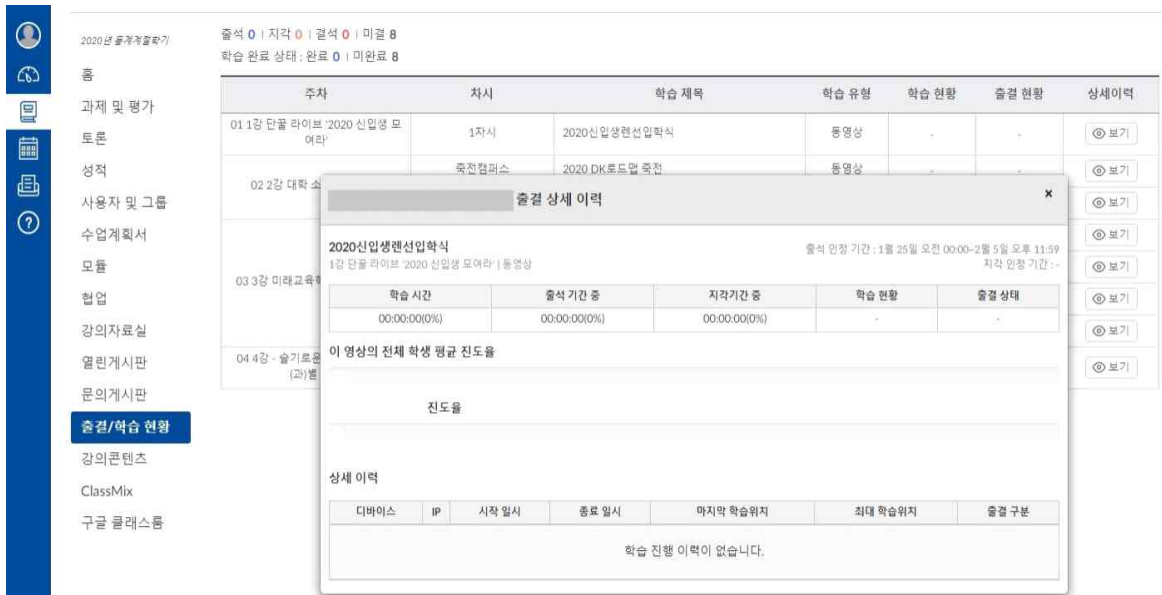 2020년 동계계절학기
홈
과제 및 평가
토론
성적
사용자 및 그룹
수업계획서
모듈
협업
강의자료실
열린게시판
문의게시판
출결/학습 현황
강의콘텐츠
ClassMix
구글 클래스룸
출석 0 | 지각 0 | 결석 0 | 미결 8
학습 완료 상태 : 완료 0 | 미완료 8
주차 차시 학습 제목 학습 유형 학습 현황 출결 현황 상세이력
01 1강 단꿀 라이브 '2020 신입생 모여라' 1차시 2020신입생렌선입학식 동영상 - - 보기
02 2강 대학 소 죽전캠퍼스 2020 DK로드맵 죽전 동영상 - - 보기
보기
03 3강 미래교육 보기
보기
보기
보기
04 4강 - 슬기로운 보기
(과)별
출결 상세 이력 ×
2020신입생렌선입학식
1강 단꿀 라이브 '2020 신입생 모여라' | 동영상
출석 인정 기간 : 1월 25일 오전 00:00~2월 5일 오후 11:59
지각 인정 기간 : -
학습 시간 출석 기간 중 지각기간 중 학습 현황 출결 상태
00:00:00(0%) 00:00:00(0%) 00:00:00(0%) - -
이 영상의 전체 학생 평균 진도율
진도율
상세 이력
디바이스 IP 시작 일시 종료 일시 마지막 학습위치 최대 학습위치 출결 구분
학습 진행 이력이 없습니다.